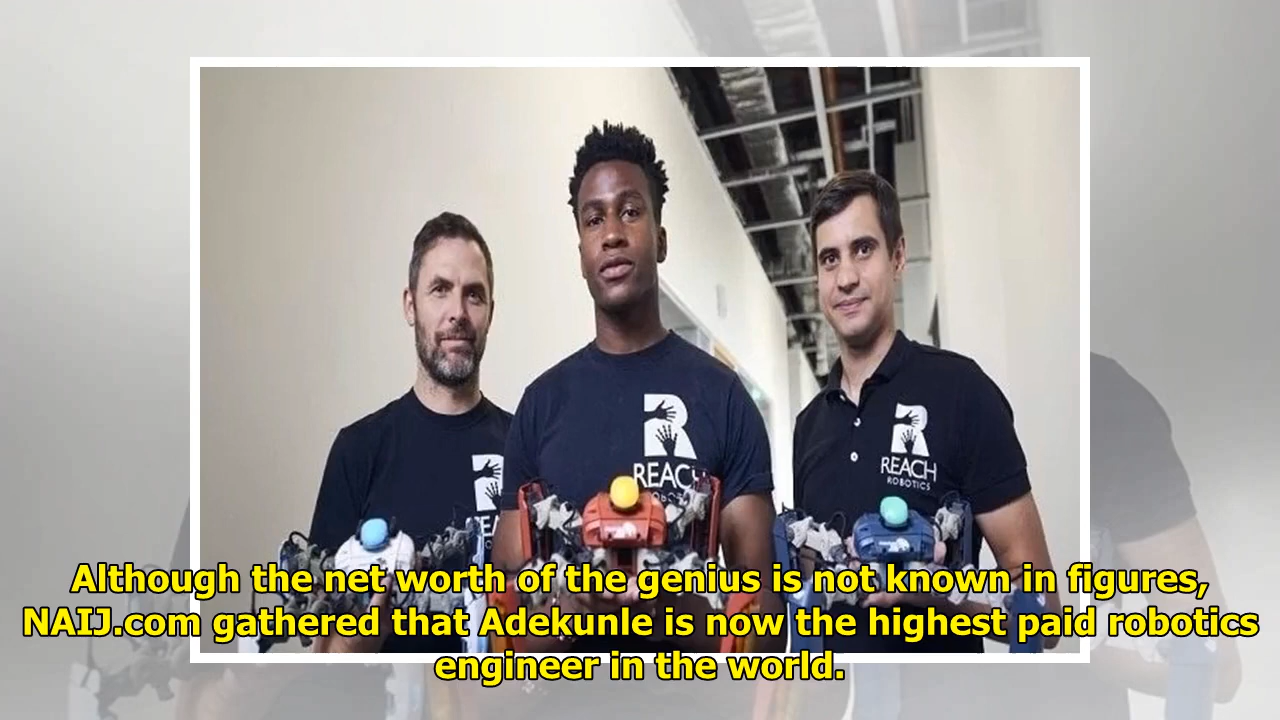 REACH
REACH
ROBOTICS
Although the net worth of the genius is not known in figures,
NAIJ.com gathered that Adekunle is now the highest paid robotics
engineer in the world.